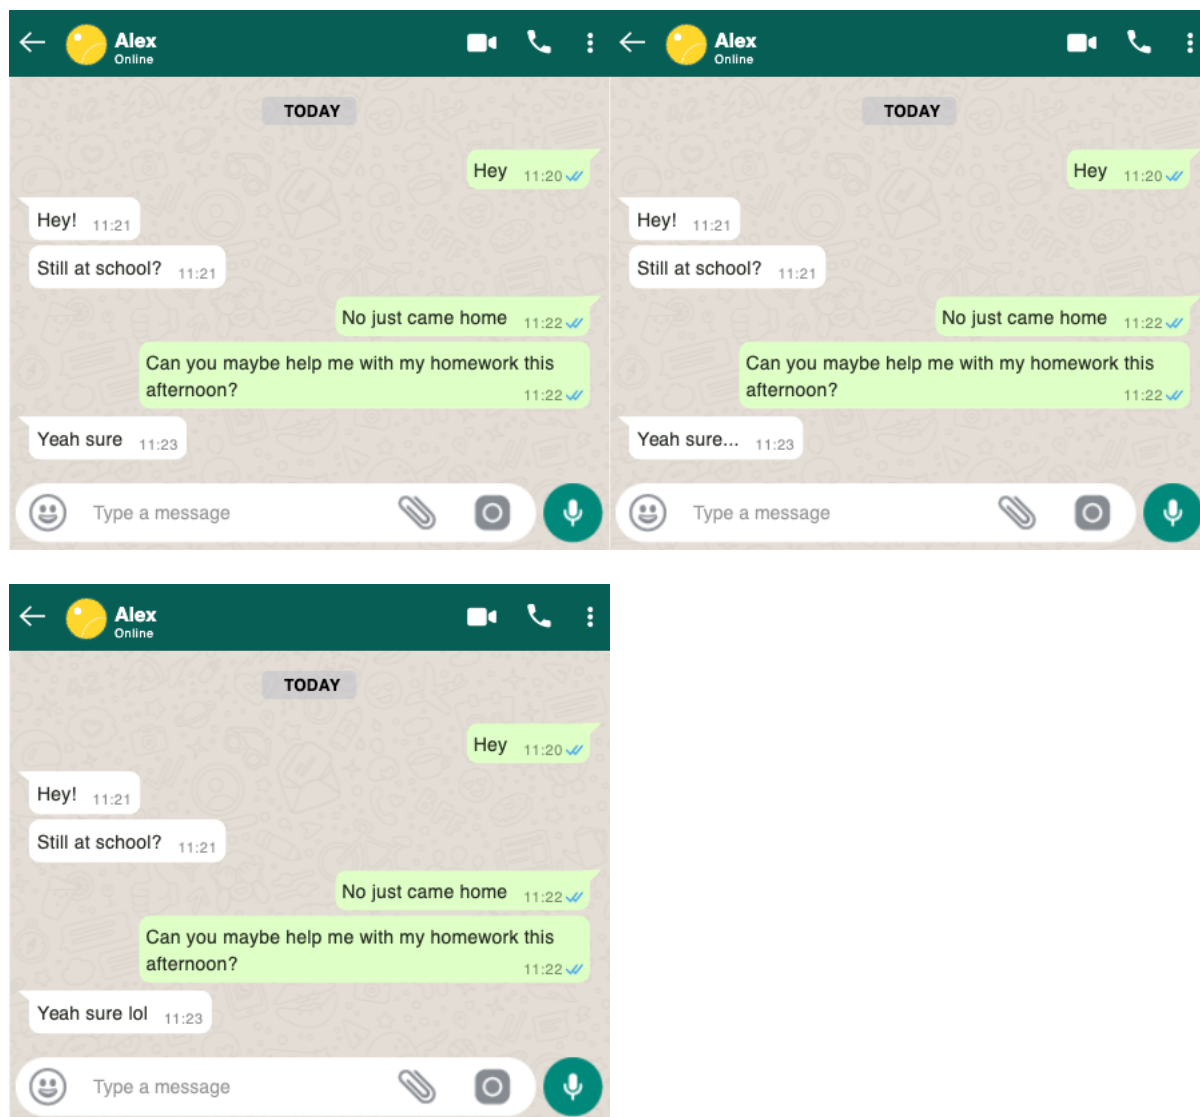 Alex
Online
TODAY
Hey 11:20
Hey! 11:21
Still at school? 11:21
No just came home 11:22
Can you maybe help me with my homework this
afternoon? 11:22
Yeah sure 11:23
Type a message
Alex
Online
TODAY
Hey 11:20
Hey! 11:21
Still at school? 11:21
No just came home 11:22
Can you maybe help me with my homework this
afternoon? 11:22
Yeah sure... 11:23
Type a message
Alex
Online
TODAY
Hey 11:20
Hey! 11:21
Still at school? 11:21
No just came home 11:22
Can you maybe help me with my homework this
afternoon? 11:22
Yeah sure lol 11:23
Type a message